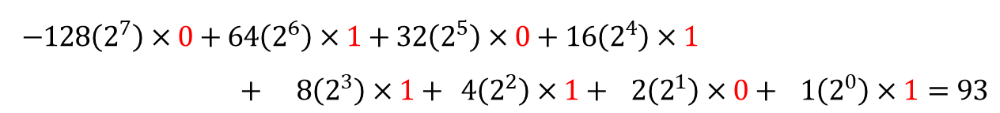 −128(2⁷) × 0 + 64(2⁶) × 1 + 32(2⁵) × 0 + 16(2⁴) × 1
+ 8(2³) × 1 + 4(2²) × 1 + 2(2¹) × 0 + 1(2⁰) × 1 = 93